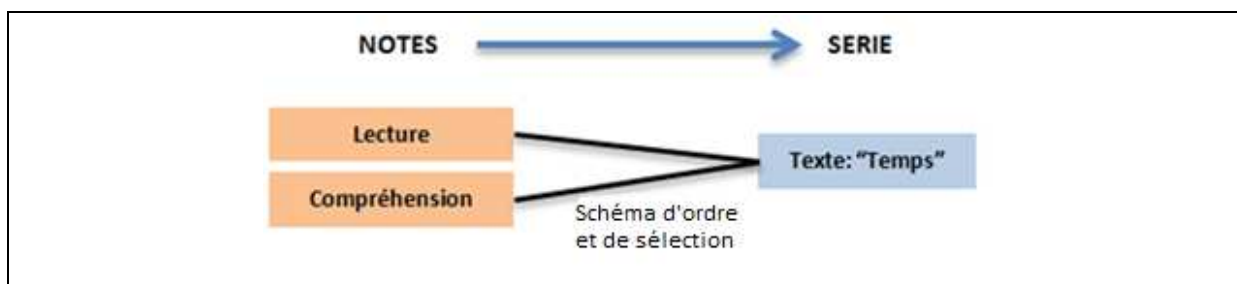 NOTES SERIE
Lecture
Compréhension
Texte: “Temps”
Schéma d'ordre
et de sélection